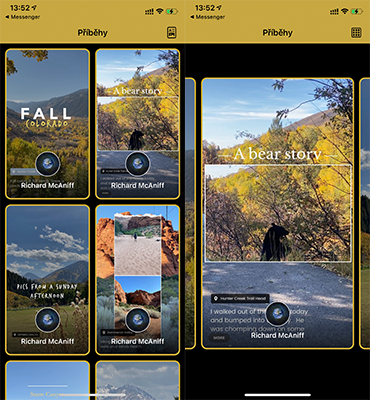 13:52
Messenger
Příběhy
FALL
COLORADO
Richard McAniff
A bear story
Richard McAniff
PICS FROM A SUNDAY
AFTERNOON
Richard McAniff
Richard McAniff
13:52
Messenger
Příběhy
A bear story
Hunter Creek Trail Head
I walked out of the today
and bumped into He
was chomping down on some
MORE
Richard McAniff